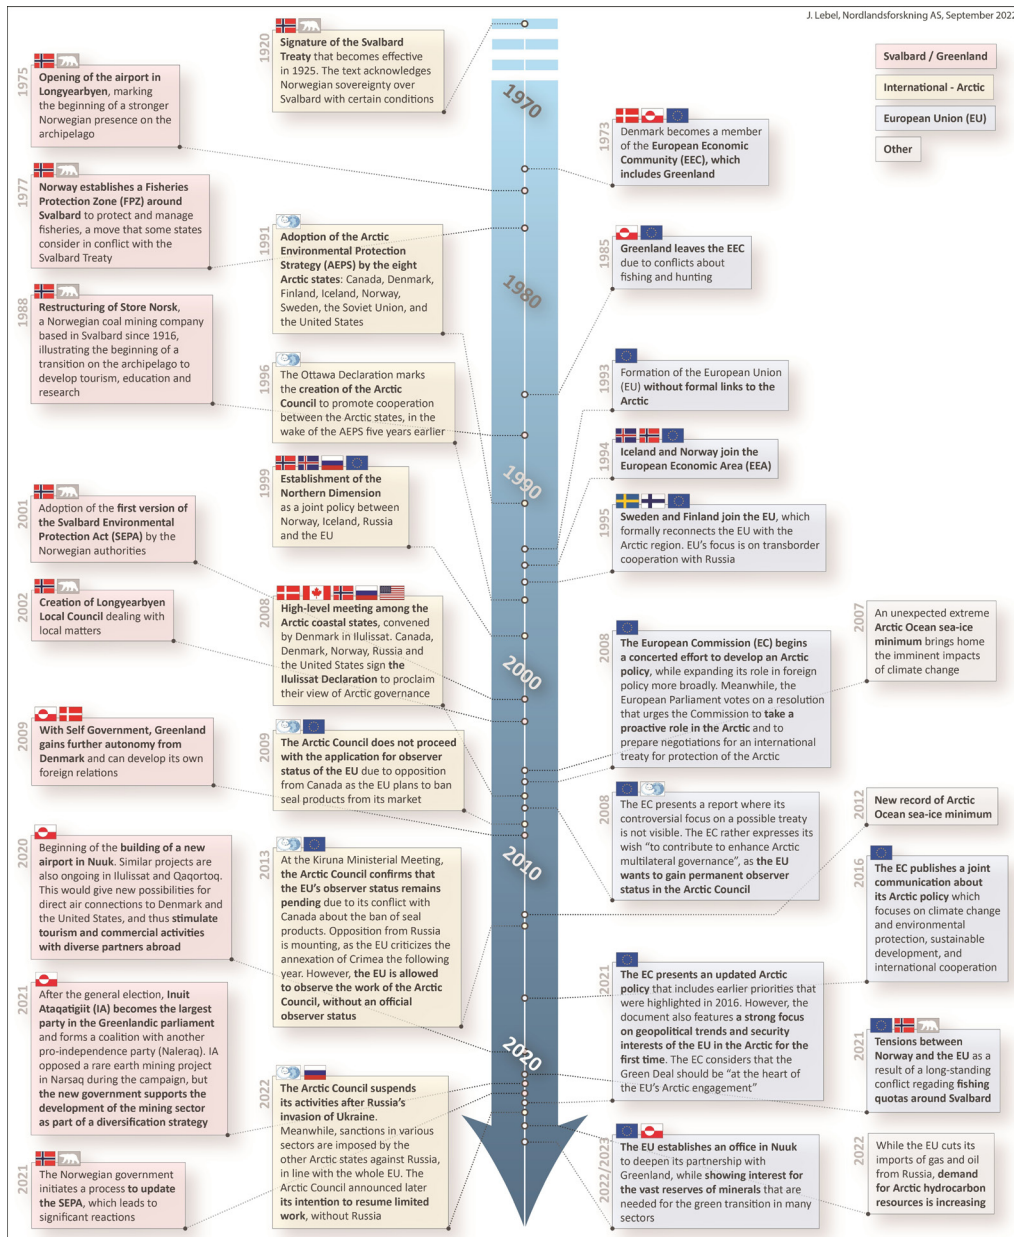 J. Lebel, Nordlandsforskning AS, September 2022
Svalbard / Greenland
International - Arctic
European Union (EU)
Other
1920
Signature of the Svalbard
Treaty that becomes effective
in 1925. The text acknowledges
Norwegian sovereignty over
Svalbard with certain conditions
1975
Opening of the airport in
Longyearbyen, marking
the beginning of a stronger
Norwegian presence on the
archipelago
1970
1973
Denmark becomes a member
of the European Economic
Community (EEC), which
includes Greenland
1977
Norway establishes a Fisheries
Protection Zone (FPZ) around
Svalbard to protect and manage
fisheries, a move that some states
consider in conflict with the
Svalbard Treaty
1991
Adoption of the Arctic
Environmental Protection
Strategy (AEPS) by the eight
Arctic states: Canada, Denmark,
Finland, Iceland, Norway,
Sweden, the Soviet Union, and
the United States
1985
Greenland leaves the EEC
due to conflicts about
fishing and hunting
1980
1988
Restructuring of Store Norsk,
a Norwegian coal mining company
based in Svalbard since 1916,
illustrating the beginning of a
transition on the archipelago to
develop tourism, education and
research
1996
The Ottawa Declaration marks
the creation of the Arctic
Council to promote cooperation
between the Arctic states, in the
wake of the AEPS five years earlier
1993
Formation of the European Union
(EU) without formal links to the
Arctic
1994
Iceland and Norway join the
European Economic Area (EEA)
1990
1999
Establishment of the
Northern Dimension
as a joint policy between
Norway, Iceland, Russia
and the EU
1995
Sweden and Finland join the EU, which
formally reconnects the EU with the
Arctic region. EU's focus is on transborder
cooperation with Russia
2001
Adoption of the first version of
the Svalbard Environmental
Protection Act (SEPA) by the
Norwegian authorities
2002
Creation of Longyearbyen
Local Council dealing with
local matters
2008
High-level meeting among the
Arctic coastal states, convened
by Denmark in Ilulissat. Canada,
Denmark, Norway, Russia and
the United States sign the
Ilulissat Declaration to proclaim
their view of Arctic governance
2000
2008
The European Commission (EC) begins
a concerted effort to develop an Arctic
policy, while expanding its role in foreign
policy more broadly. Meanwhile, the
European Parliament votes on a resolution
that urges the Commission to take a
proactive role in the Arctic and to
prepare negotiations for an international
treaty for protection of the Arctic
2007
An unexpected extreme
Arctic Ocean sea-ice
minimum brings home
the imminent impacts
of climate change
2009
With Self Government, Greenland
gains further autonomy from
Denmark and can develop its own
foreign relations
2009
The Arctic Council does not proceed
with the application for observer
status of the EU due to opposition
from Canada as the EU plans to ban
seal products from its market
2008
The EC presents a report where its
controversial focus on a possible treaty
is not visible. The EC rather expresses its
wish "to contribute to enhance Arctic
multilateral governance", as the EU
wants to gain permanent observer
status in the Arctic Council
2012
New record of Arctic
Ocean sea-ice minimum
2010
2020
Beginning of the building of a new
airport in Nuuk. Similar projects are
also ongoing in Ilulissat and Qaqortoq.
This would give new possibilities for
direct air connections to Denmark and
the United States, and thus stimulate
tourism and commercial activities
with diverse partners abroad
2013
At the Kiruna Ministerial Meeting,
the Arctic Council confirms that
the EU's observer status remains
pending due to its conflict with
Canada about the ban of seal
products. Opposition from Russia
is mounting, as the EU criticizes the
annexation of Crimea the following
year. However, the EU is allowed
to observe the work of the Arctic
Council, without an official
observer status
2016
The EC publishes a joint
communication about
its Arctic policy which
focuses on climate change
and environmental
protection, sustainable
development, and
international cooperation
2021
The EC presents an updated Arctic
policy that includes earlier priorities that
were highlighted in 2016. However, the
document also features a strong focus
on geopolitical trends and security
interests of the EU in the Arctic for the
first time. The EC considers that the
Green Deal should be "at the heart of
the EU's Arctic engagement"
2021
After the general election, Inuit
Ataqatigiit (IA) becomes the largest
party in the Greenlandic parliament
and forms a coalition with another
pro-independence party (Naleraq). IA
opposed a rare earth mining project
in Narsaq during the campaign, but
the new government supports the
development of the mining sector
as part of a diversification strategy
2020
2021
Tensions between
Norway and the EU as a
result of a long-standing
conflict regading fishing
quotas around Svalbard
2022
The Arctic Council suspends
its activities after Russia's
invasion of Ukraine.
Meanwhile, sanctions in various
sectors are imposed by the
other Arctic states against Russia,
in line with the whole EU. The
Arctic Council announced later
its intention to resume limited
work, without Russia
2022/2023
The EU establishes an office in Nuuk
to deepen its partnership with
Greenland, while showing interest for
the vast reserves of minerals that are
needed for the green transition in many
sectors
2022
While the EU cuts its
imports of gas and oil
from Russia, demand
for Arctic hydrocarbon
resources is increasing
2021
The Norwegian government
initiates a process to update
the SEPA, which leads to
significant reactions